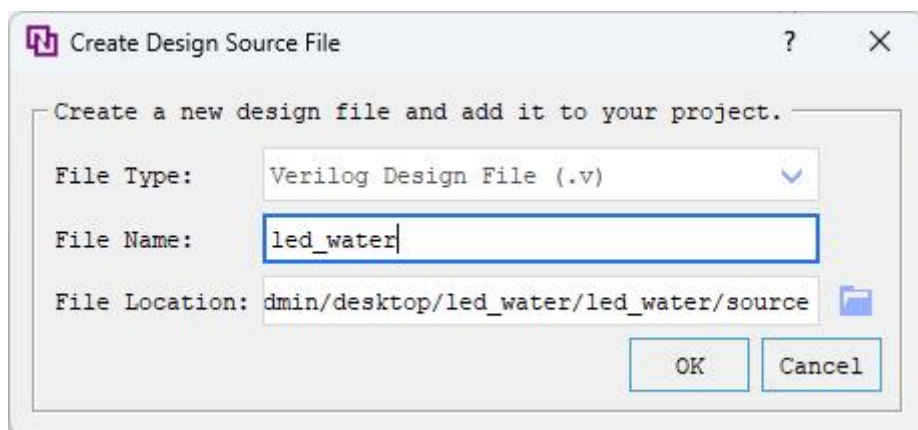 Create Design Source File ?
Create a new design file and add it to your project.
File Type: Verilog Design File (.v)
File Name: led_water
File Location: dmin/desktop/led_water/led_water/source
OK Cancel